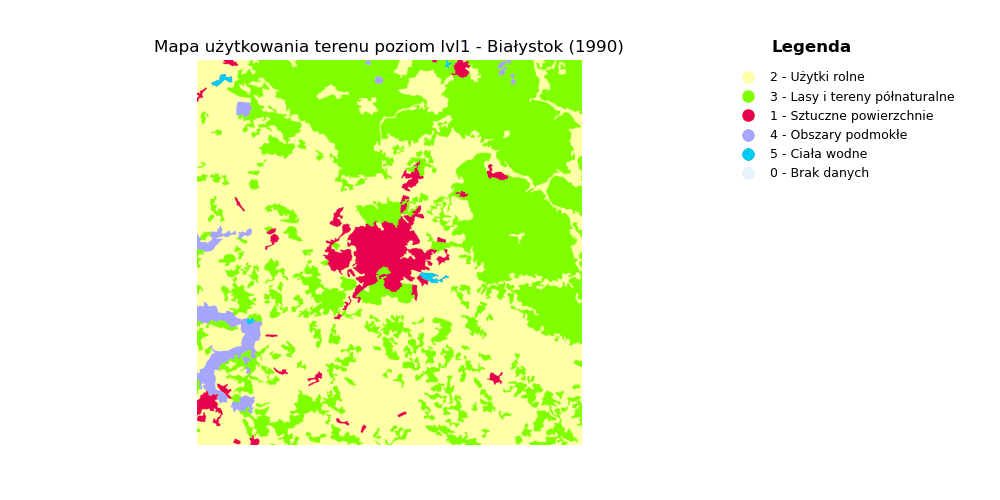 Mapa użytkowania terenu poziom lvl1 - Białystok (1990)
Legenda
2 - Użytki rolne
3 - Lasy i tereny półnaturalne
1 - Sztuczne powierzchnie
4 - Obszary podmokłe
5 - Ciała wodne
0 - Brak danych